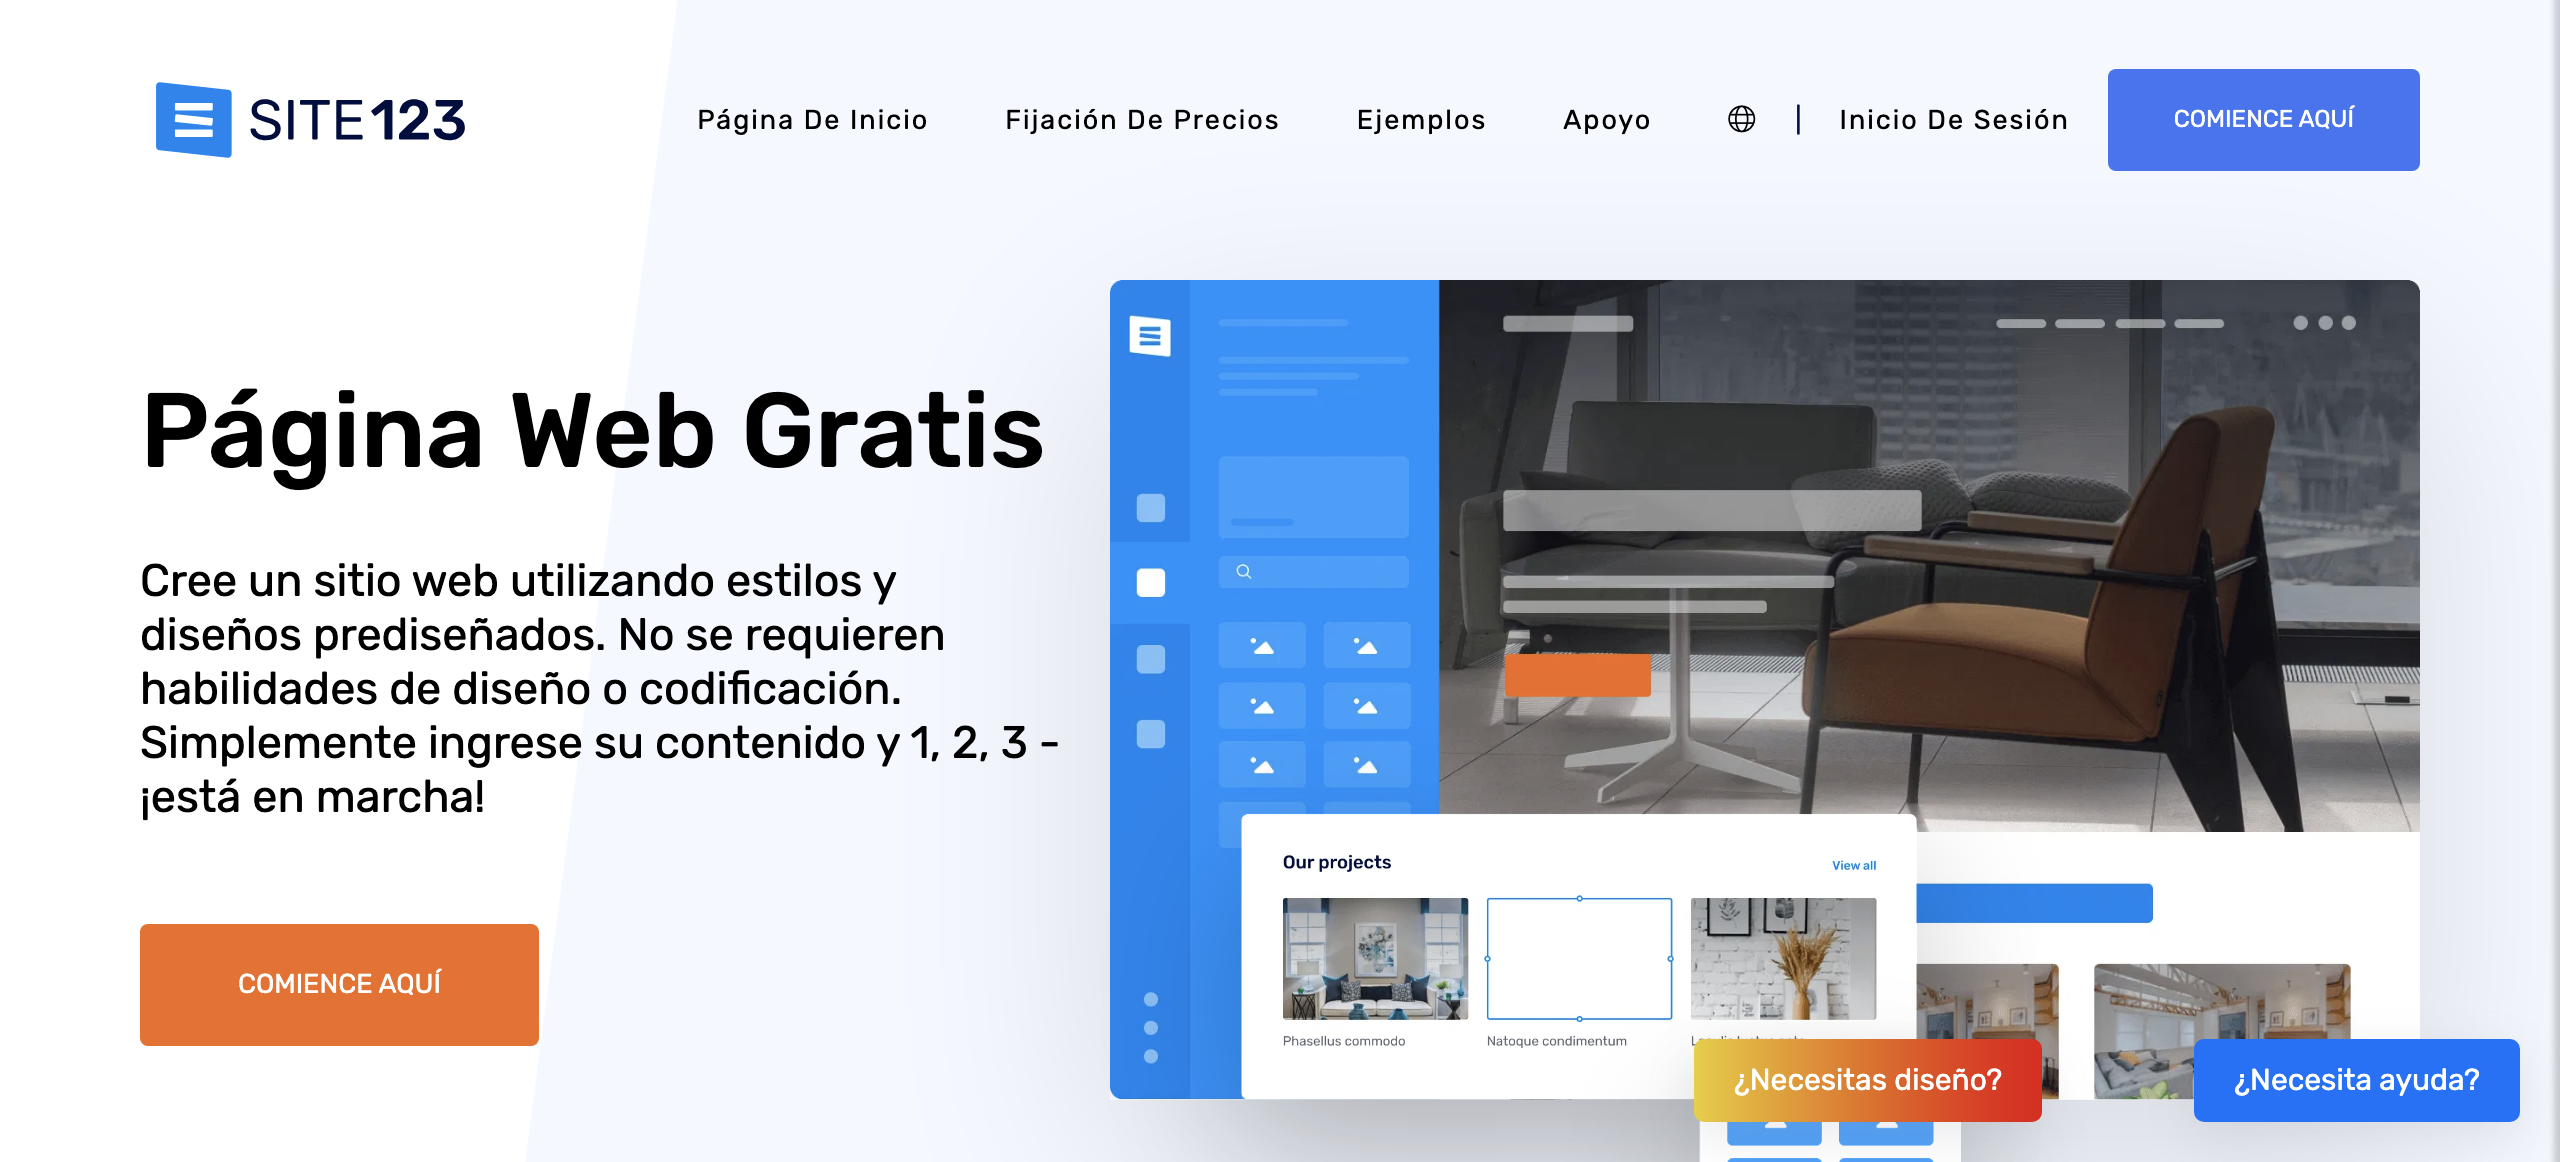 SITE123
Página De Inicio
Fijación De Precios
Ejemplos
Apoyo
Inicio De Sesión
COMIENCE AQUÍ
Página Web Gratis
Cree un sitio web utilizando estilos y
diseños prediseñados. No se requieren
habilidades de diseño o codificación.
Simplemente ingrese su contenido y 1, 2, 3 -
¡está en marcha!
COMIENCE AQUÍ
Our projects
View all
Phasellus commodo
Natoque condimentum
¿Necesitas diseño?
¿Necesita ayuda?